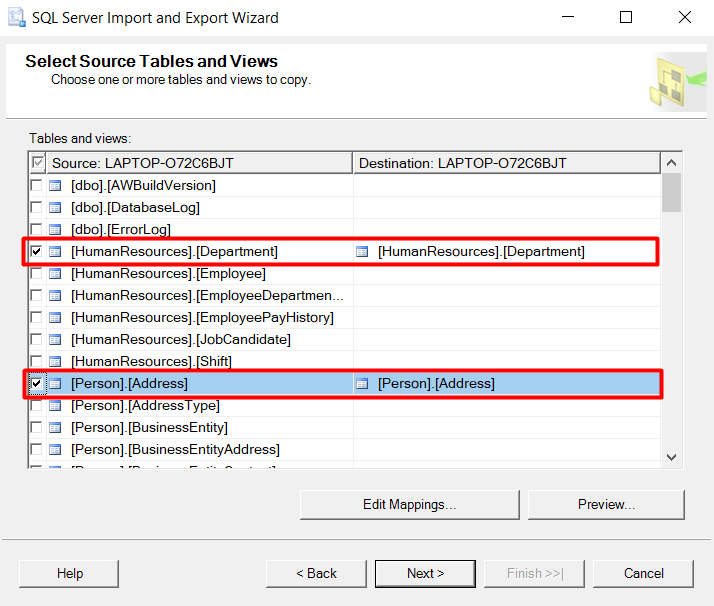 SQL Server Import and Export Wizard
Select Source Tables and Views
Choose one or more tables and views to copy.
Tables and views:
Source: LAPTOP-O72C6BJT Destination: LAPTOP-O72C6BJT
[dbo].[AWBuildVersion]
[dbo].[DatabaseLog]
[dbo].[ErrorLog]
[HumanResources].[Department] [HumanResources].[Department]
[HumanResources].[Employee]
[HumanResources].[EmployeeDepartmen...
[HumanResources].[EmployeePayHistory]
[HumanResources].[JobCandidate]
[HumanResources].[Shift]
[Person].[Address] [Person].[Address]
[Person].[AddressType]
[Person].[BusinessEntity]
[Person].[BusinessEntityAddress]
Edit Mappings... Preview...
Help < Back Next > Finish >>| Cancel